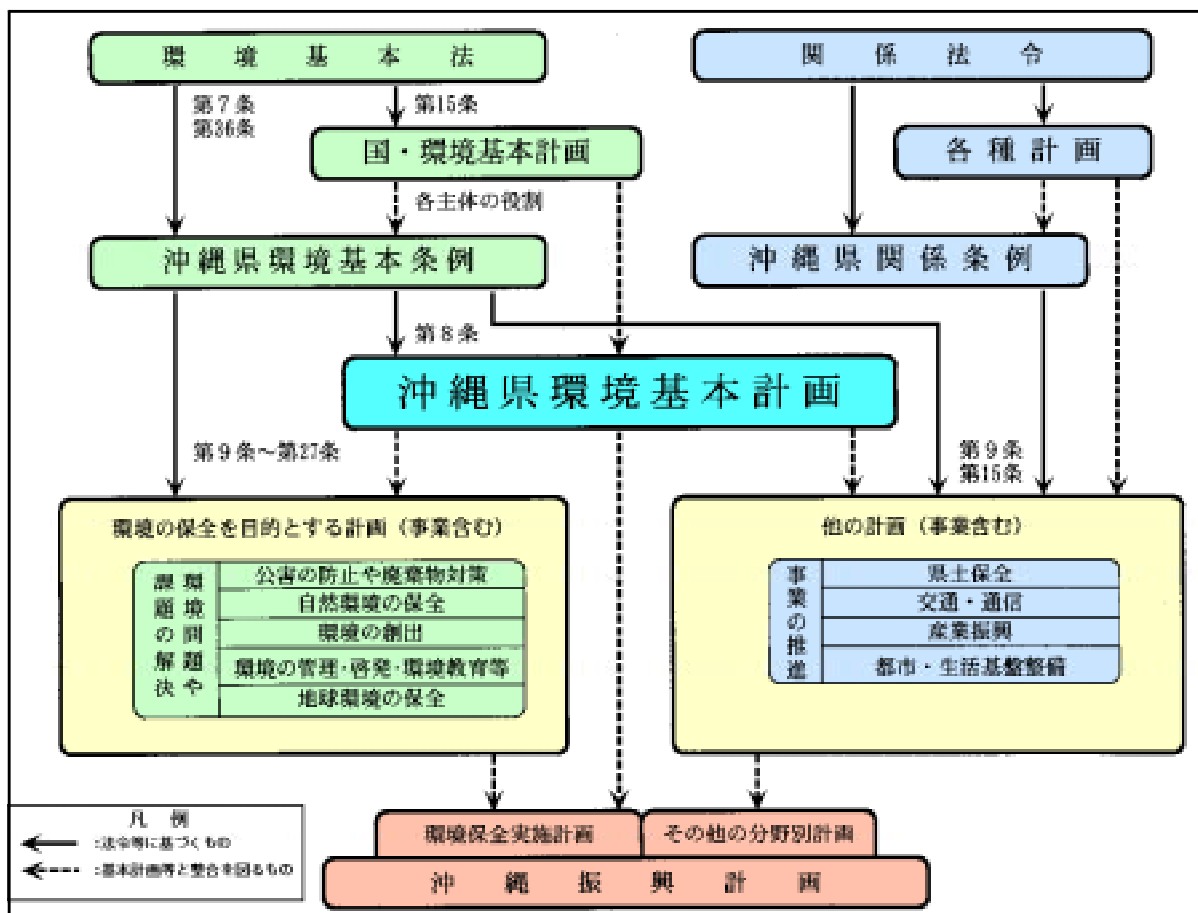 環境基本法
関係法令
第7条
第36条
第15条
国・環境基本計画
各種計画
各主体の役割
沖縄県環境基本条例
沖縄県関係条例
第8条
沖縄県環境基本計画
第9条～第27条
第9条
第15条
環境の保全を目的とする計画（事業含む）
環境の問題や
課題の解決
公害の防止や廃棄物対策
自然環境の保全
環境の創出
環境の管理・啓発・環境教育等
地球環境の保全
他の計画（事業含む）
事業の推進
県土保全
交通・通信
産業振興
都市・生活基盤整備
凡例
:法令等に基づくもの
:基本計画等と整合を図るもの
環境保全実施計画
その他の分野別計画
沖縄振興計画